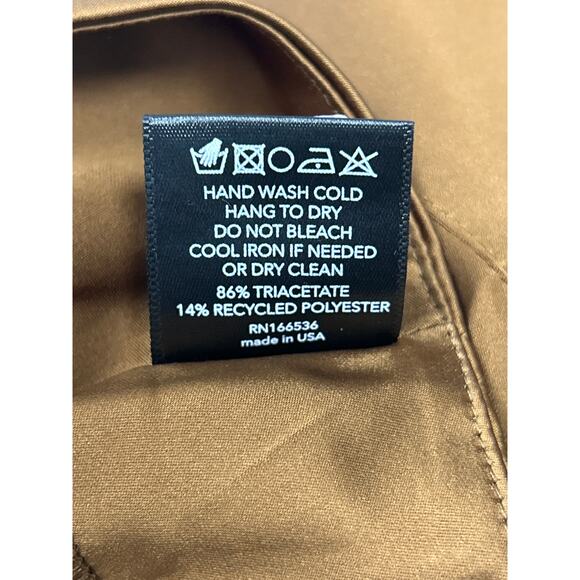 HAND WASH COLD
HANG TO DRY
DO NOT BLEACH
COOL IRON IF NEEDED
OR DRY CLEAN
86% TRIACETATE
14% RECYCLED POLYESTER
RN166536
made in USA